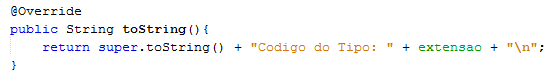 @Override
public String toString(){
return super.toString() + "Codigo do Tipo: " + extensao + "\n";
}